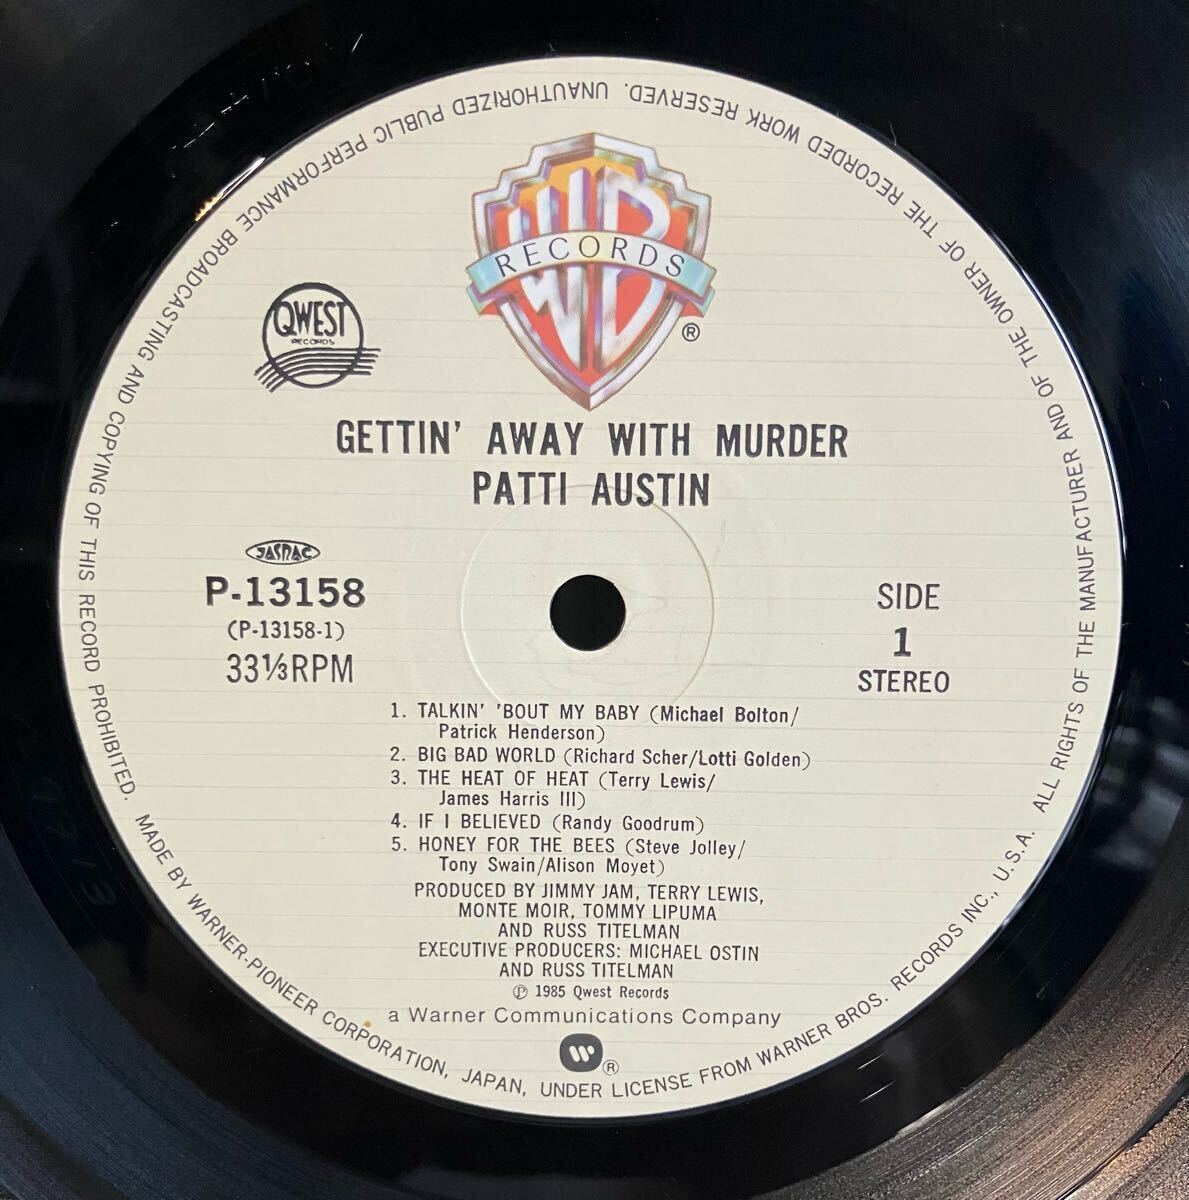 WB
RECORDS
®
QWEST
RECORDS
GETTIN' AWAY WITH MURDER
PATTI AUSTIN
JASRAC
P-13158
(P-13158-1)
33⅓RPM
SIDE
1
STEREO
1. TALKIN' 'BOUT MY BABY (Michael Bolton/
Patrick Henderson)
2. BIG BAD WORLD (Richard Scher/Lotti Golden)
3. THE HEAT OF HEAT (Terry Lewis/
James Harris III)
4. IF I BELIEVED (Randy Goodrum)
5. HONEY FOR THE BEES (Steve Jolley/
Tony Swain/Alison Moyet)
PRODUCED BY JIMMY JAM, TERRY LEWIS,
MONTE MOIR, TOMMY LIPUMA
AND RUSS TITELMAN
EXECUTIVE PRODUCERS: MICHAEL OSTIN
AND RUSS TITELMAN
℗ 1985 Qwest Records
a Warner Communications Company
®
MADE BY WARNER-PIONEER CORPORATION, JAPAN, UNDER LICENSE FROM WARNER BROS. RECORDS INC., U.S.A. ALL RIGHTS OF THE MANUFACTURER AND OF THE OWNER OF THE RECORDED WORK RESERVED. UNAUTHORIZED PUBLIC PERFORMANCE BROADCASTING AND COPYING OF THIS RECORD PROHIBITED.